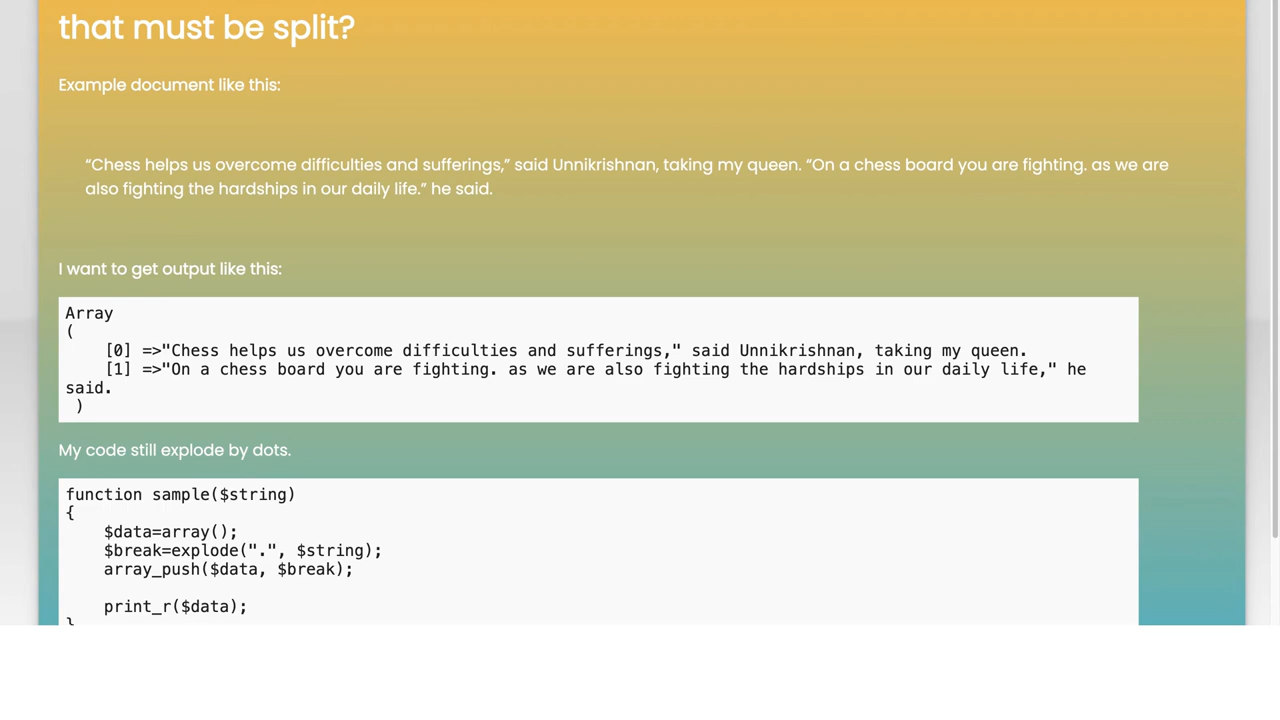 that must be split?
Example document like this:
“Chess helps us overcome difficulties and sufferings,” said Unnikrishnan, taking my queen. “On a chess board you are fighting. as we are
also fighting the hardships in our daily life.” he said.
I want to get output like this:
Array
(
    [0] =>"Chess helps us overcome difficulties and sufferings," said Unnikrishnan, taking my queen.
    [1] =>"On a chess board you are fighting. as we are also fighting the hardships in our daily life," he
said.
 )
My code still explode by dots.
function sample($string)
{
    $data=array();
    $break=explode(".", $string);
    array_push($data, $break);
    print_r($data);
}